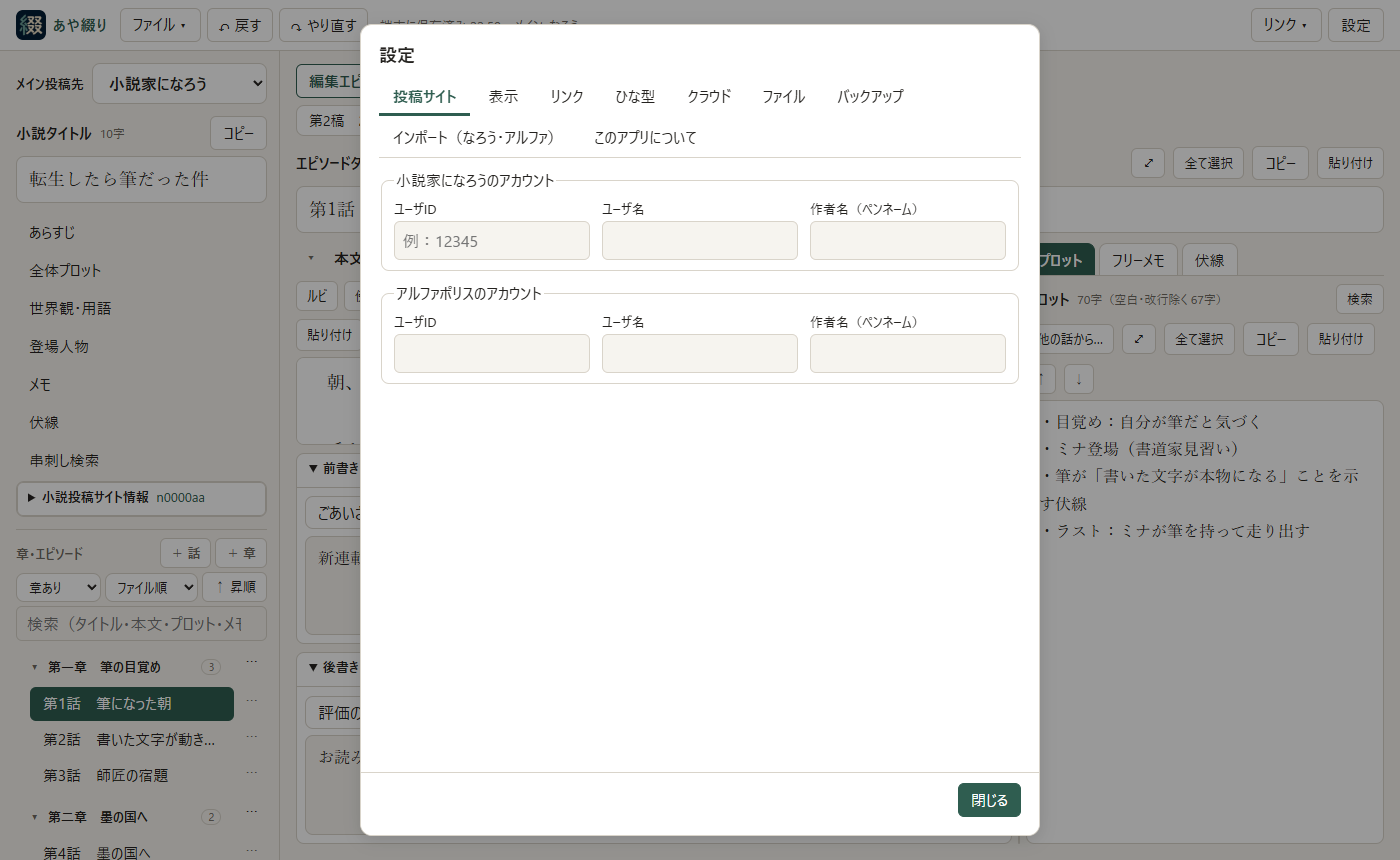 綴 あや綴り ファイル ▾ ↶ 戻す ↷ やり直す リンク ▾ 設定
メイン投稿先 小説家になろう
小説タイトル 10字 コピー
転生したら筆だった件
あらすじ
全体プロット
世界観・用語
登場人物
メモ
伏線
串刺し検索
▶ 小説投稿サイト情報 n0000aa
章・エピソード ＋ 話 ＋ 章
章あり ファイル順 ↑ 昇順
検索（タイトル・本文・プロット・メモ
▾ 第一章 筆の目覚め 3 …
第1話 筆になった朝 …
第2話 書いた文字が動き… …
第3話 師匠の宿題 …
▾ 第二章 墨の国へ 2 …
第4話 墨の国へ …
編集エピ
第2稿
エピソードタ
第1話
▾ 本文
ルビ
貼り付け
朝、
▼ 前書き
ごあいさ
新連載
▼ 後書き
評価の
お読み
設定
投稿サイト 表示 リンク ひな型 クラウド ファイル バックアップ
インポート（なろう・アルファ） このアプリについて
小説家になろうのアカウント
ユーザID ユーザ名 作者名（ペンネーム）
例：12345
アルファポリスのアカウント
ユーザID ユーザ名 作者名（ペンネーム）
閉じる
⤢ 全て選択 コピー 貼り付け
プロット フリーメモ 伏線
ロット 70字（空白・改行除く67字） 検索
他の話から… ⤢ 全て選択 コピー 貼り付け
↑ ↓
・目覚め：自分が筆だと気づく
・ミナ登場（書道家見習い）
・筆が「書いた文字が本物になる」ことを示
す伏線
・ラスト：ミナが筆を持って走り出す